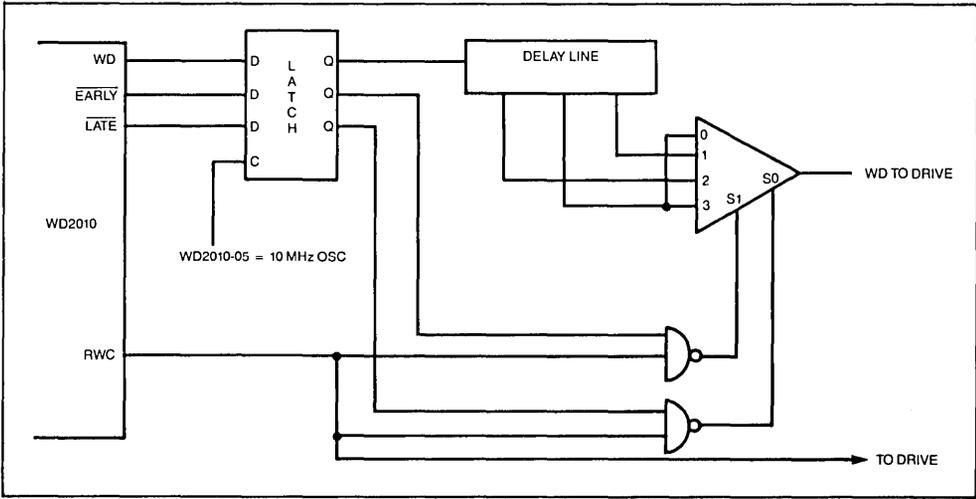 WD2010
WD
EARLY
LATE
RWC
D Q
D Q
D Q
C
LATCH
WD2010-05 = 10 MHz OSC
DELAY LINE
0
1
2
3
S1
S0
WD TO DRIVE
TO DRIVE